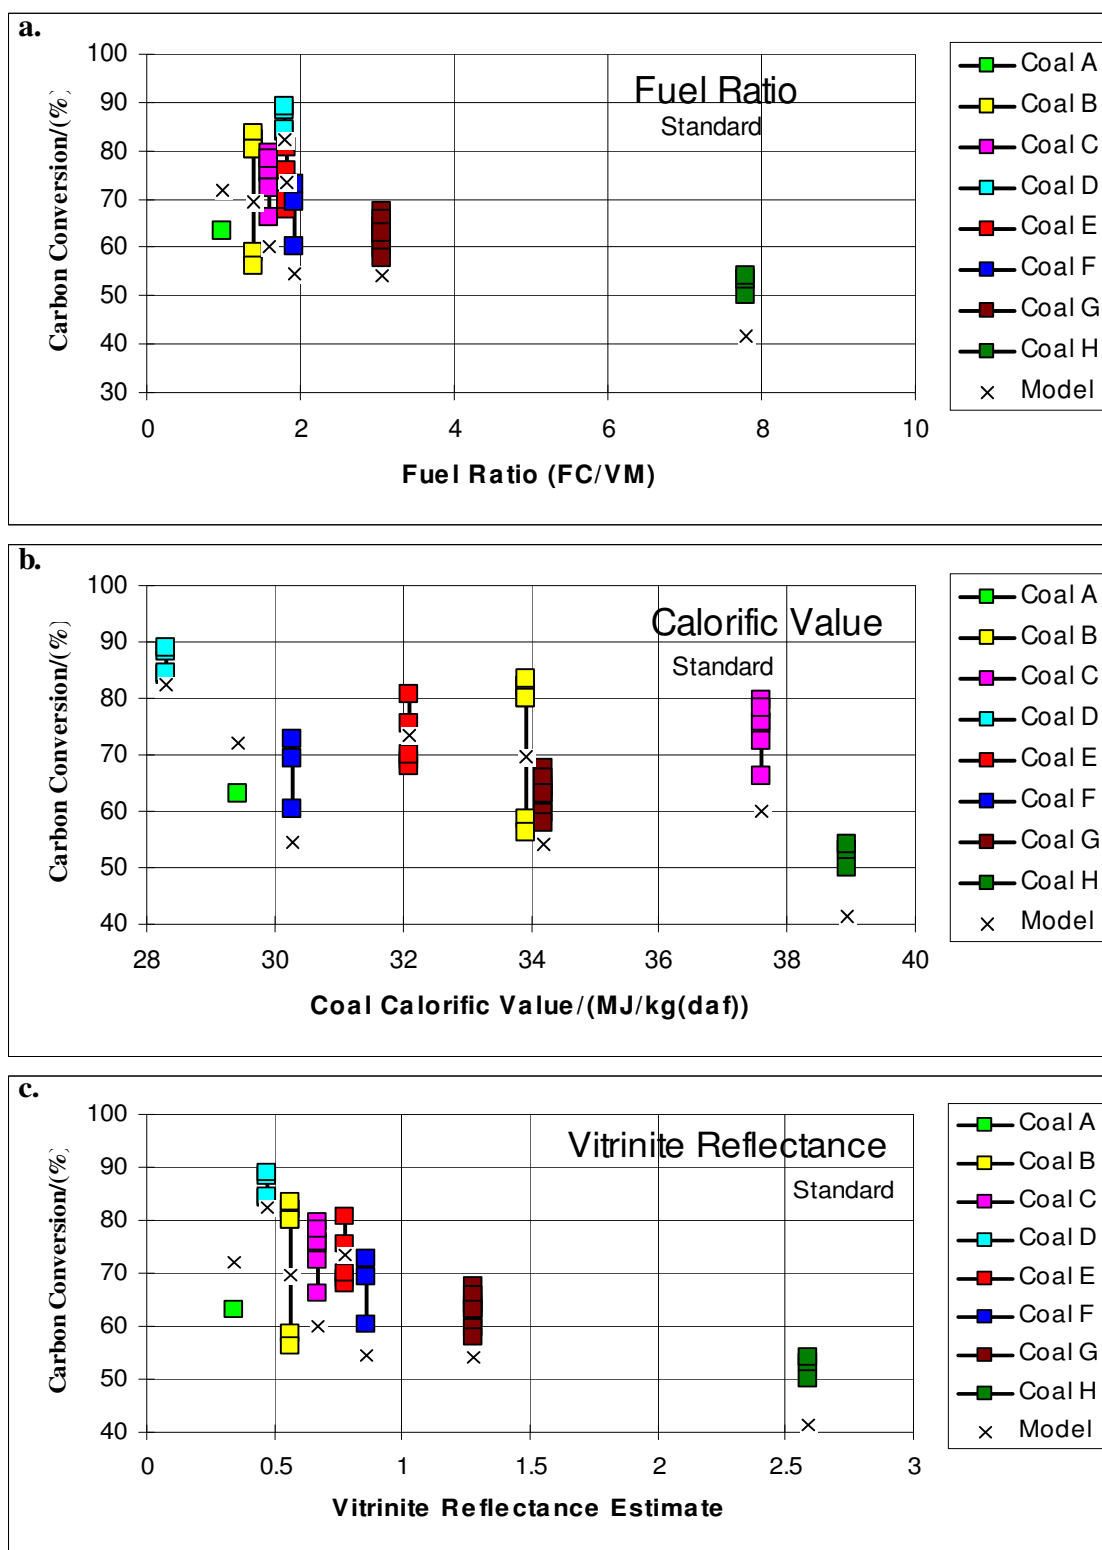 a.
Fuel Ratio
Standard
Carbon Conversion/(%)
100
90
80
70
60
50
40
30
0 2 4 6 8 10
Fuel Ratio (FC/VM)
Coal A
Coal B
Coal C
Coal D
Coal E
Coal F
Coal G
Coal H
Model
b.
Calorific Value
Standard
Carbon Conversion/(%)
100
90
80
70
60
50
40
28 30 32 34 36 38 40
Coal Calorific Value/(MJ/kg(daf))
Coal A
Coal B
Coal C
Coal D
Coal E
Coal F
Coal G
Coal H
Model
c.
Vitrinite Reflectance
Standard
Carbon Conversion/(%)
100
90
80
70
60
50
40
0 0.5 1 1.5 2 2.5 3
Vitrinite Reflectance Estimate
Coal A
Coal B
Coal C
Coal D
Coal E
Coal F
Coal G
Coal H
Model